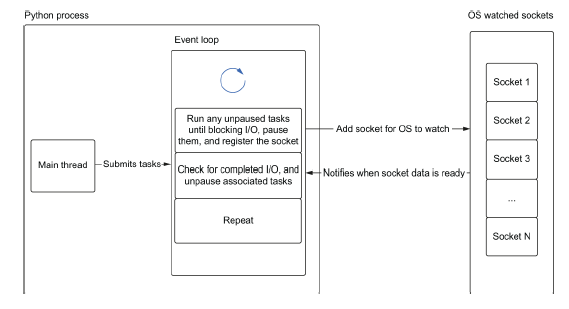 Python process
OS watched sockets
Event loop
Run any unpaused tasks
until blocking I/O, pause
them, and register the socket
Main thread
Submits tasks
Check for completed I/O, and
unpause associated tasks
Repeat
Add socket for OS to watch
Notifies when socket data is ready
Socket 1
Socket 2
Socket 3
...
Socket N